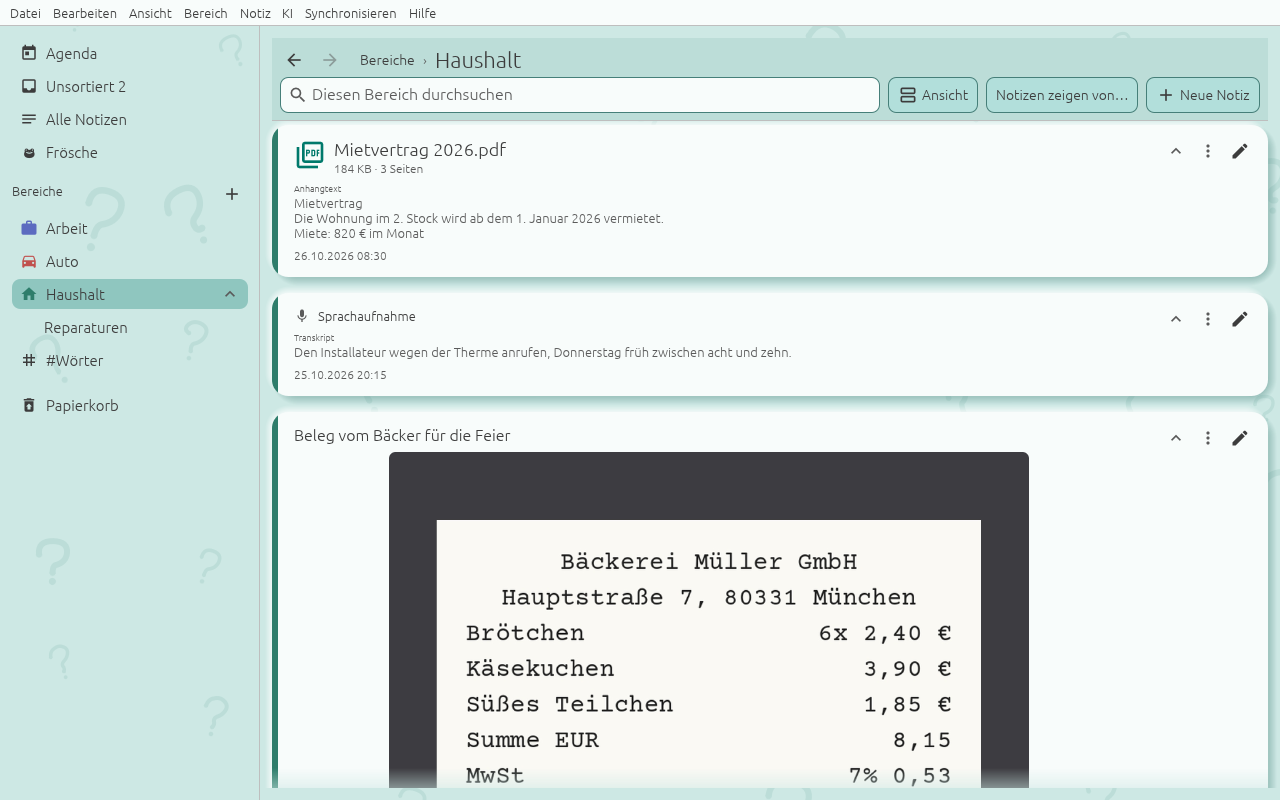 Datei Bearbeiten Ansicht Bereich Notiz KI Synchronisieren Hilfe
Agenda
Unsortiert 2
Alle Notizen
Frösche
Bereiche
Arbeit
Auto
Haushalt
Reparaturen
#Wörter
Papierkorb
Bereiche › Haushalt
Diesen Bereich durchsuchen
Ansicht
Notizen zeigen von…
Neue Notiz
Mietvertrag 2026.pdf
184 KB · 3 Seiten
Anhangtext
Mietvertrag
Die Wohnung im 2. Stock wird ab dem 1. Januar 2026 vermietet.
Miete: 820 € im Monat
26.10.2026 08:30
Sprachaufnahme
Transkript
Den Installateur wegen der Therme anrufen, Donnerstag früh zwischen acht und zehn.
25.10.2026 20:15
Beleg vom Bäcker für die Feier
Bäckerei Müller GmbH
Hauptstraße 7, 80331 München
Brötchen 6x 2,40 €
Käsekuchen 3,90 €
Süßes Teilchen 1,85 €
Summe EUR 8,15
MwSt 7% 0,53